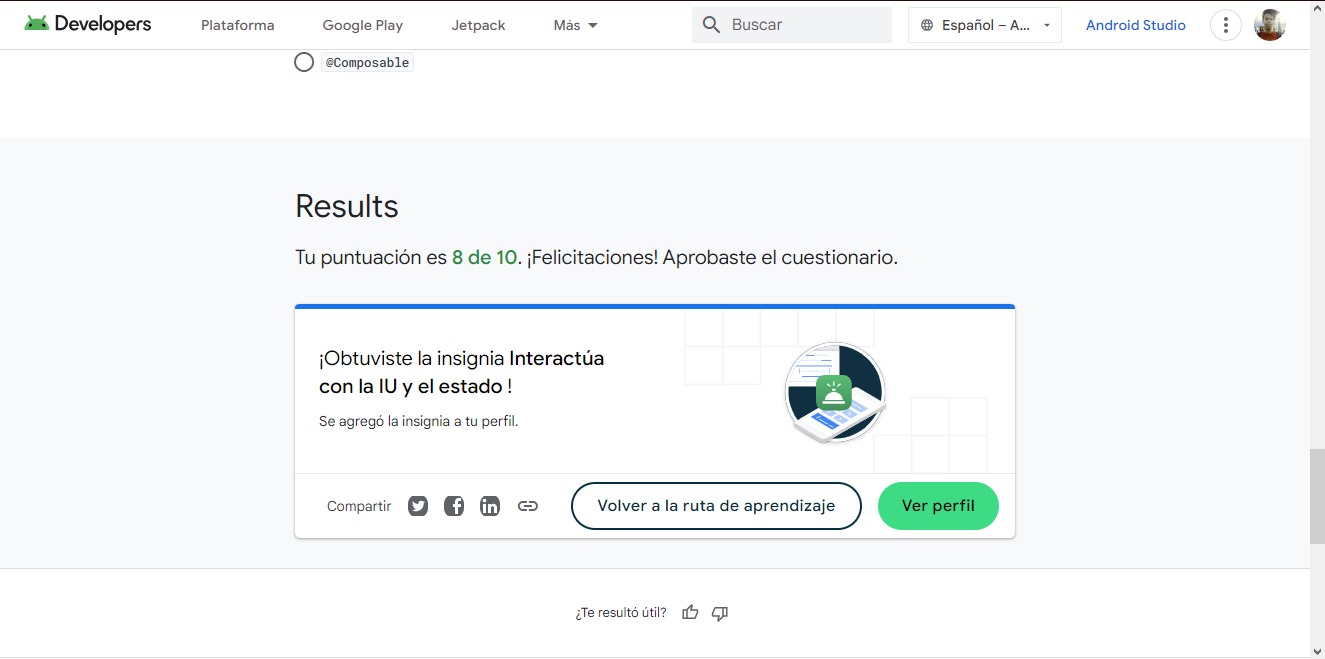 Developers Plataforma Google Play Jetpack Más Buscar Español – A... Android Studio
@Composable
Results
Tu puntuación es 8 de 10. ¡Felicitaciones! Aprobaste el cuestionario.
¡Obtuviste la insignia Interactúa
con la IU y el estado !
Se agregó la insignia a tu perfil.
Compartir Volver a la ruta de aprendizaje Ver perfil
¿Te resultó útil?